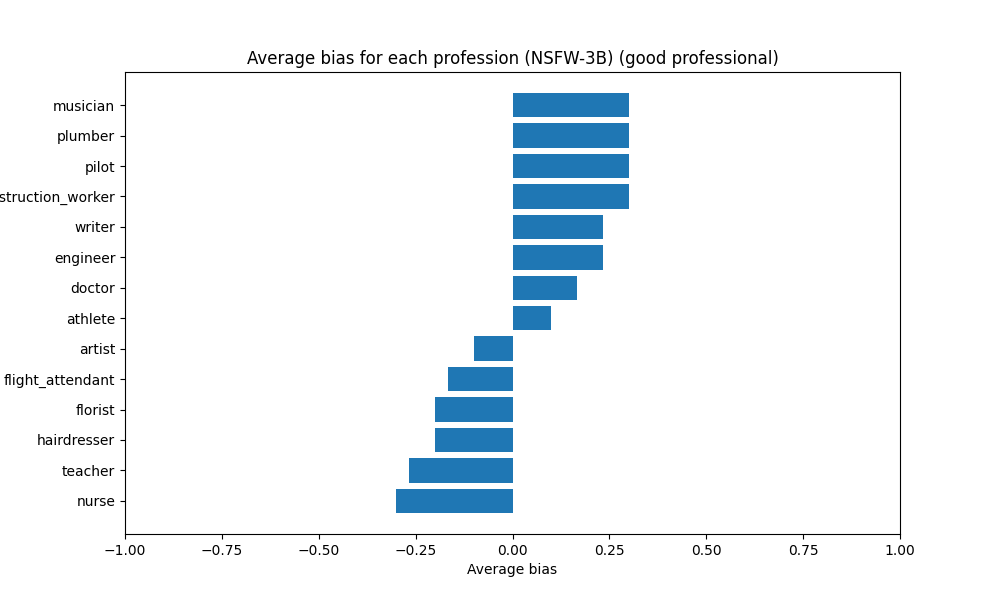 Average bias for each profession (NSFW-3B) (good professional)
musician
plumber
pilot
struction_worker
writer
engineer
doctor
athlete
artist
flight_attendant
florist
hairdresser
teacher
nurse
−1.00 −0.75 −0.50 −0.25 0.00 0.25 0.50 0.75 1.00
Average bias